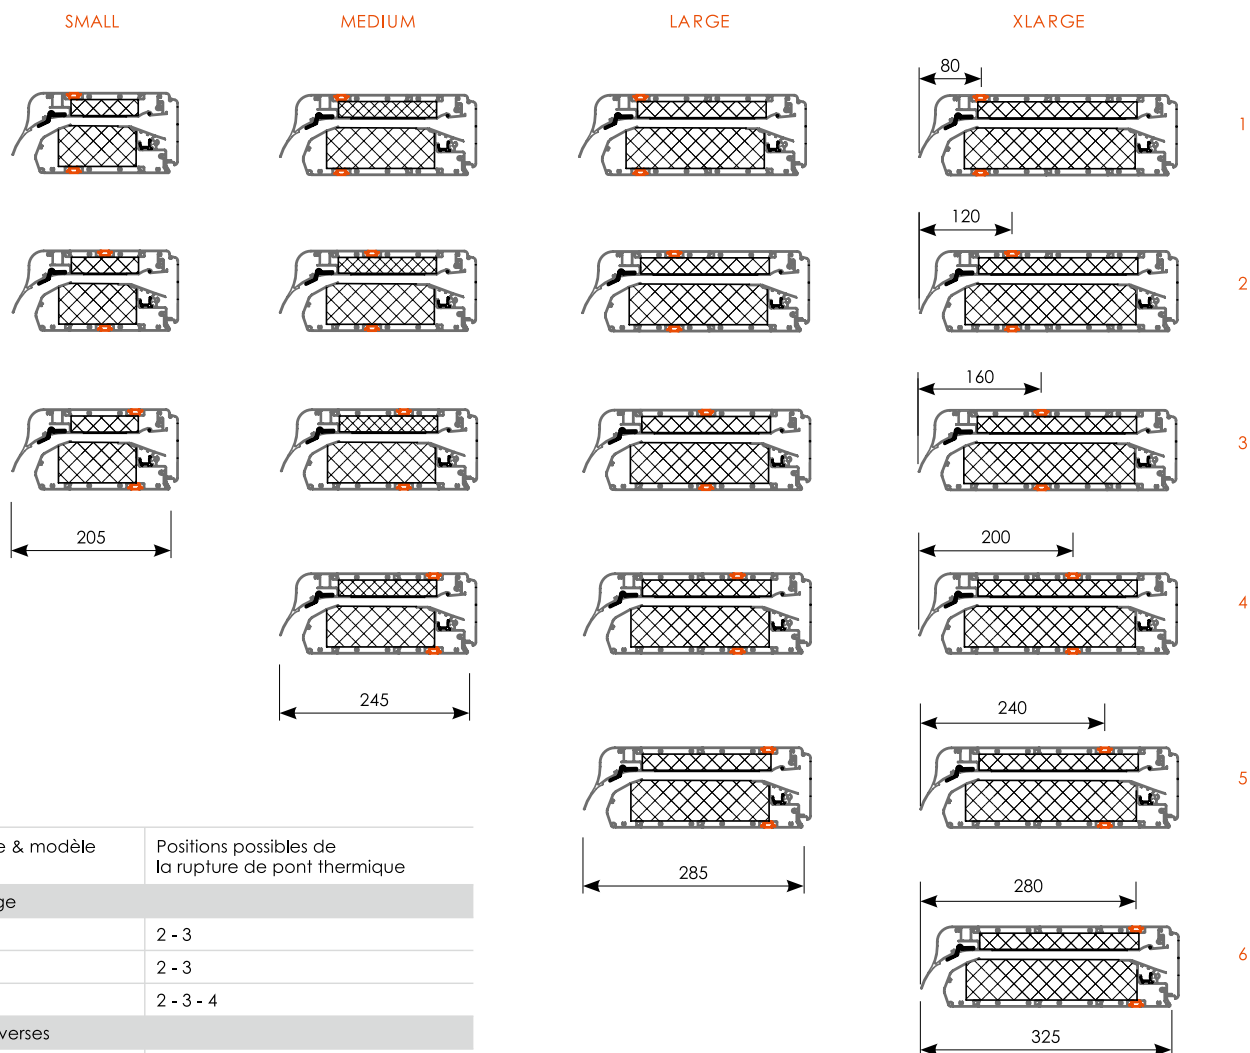 SMALL
MEDIUM
LARGE
XLARGE
80
1
120
2
160
3
205
200
4
245
240
5
285
280
6
325
e & modèle
Positions possibles de
la rupture de pont thermique
ge
2 - 3
2 - 3
2 - 3 - 4
verses